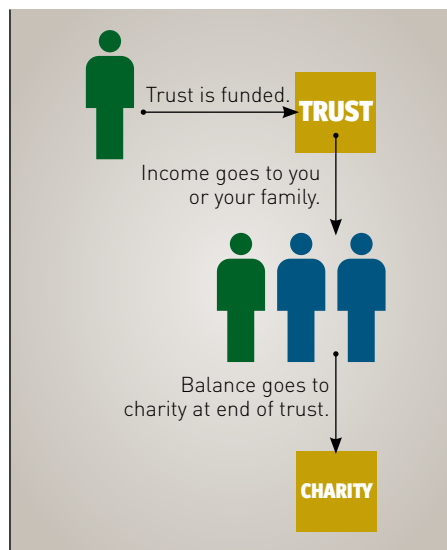 Trust is funded.
TRUST
Income goes to you
or your family.
Balance goes to
charity at end of trust.
CHARITY